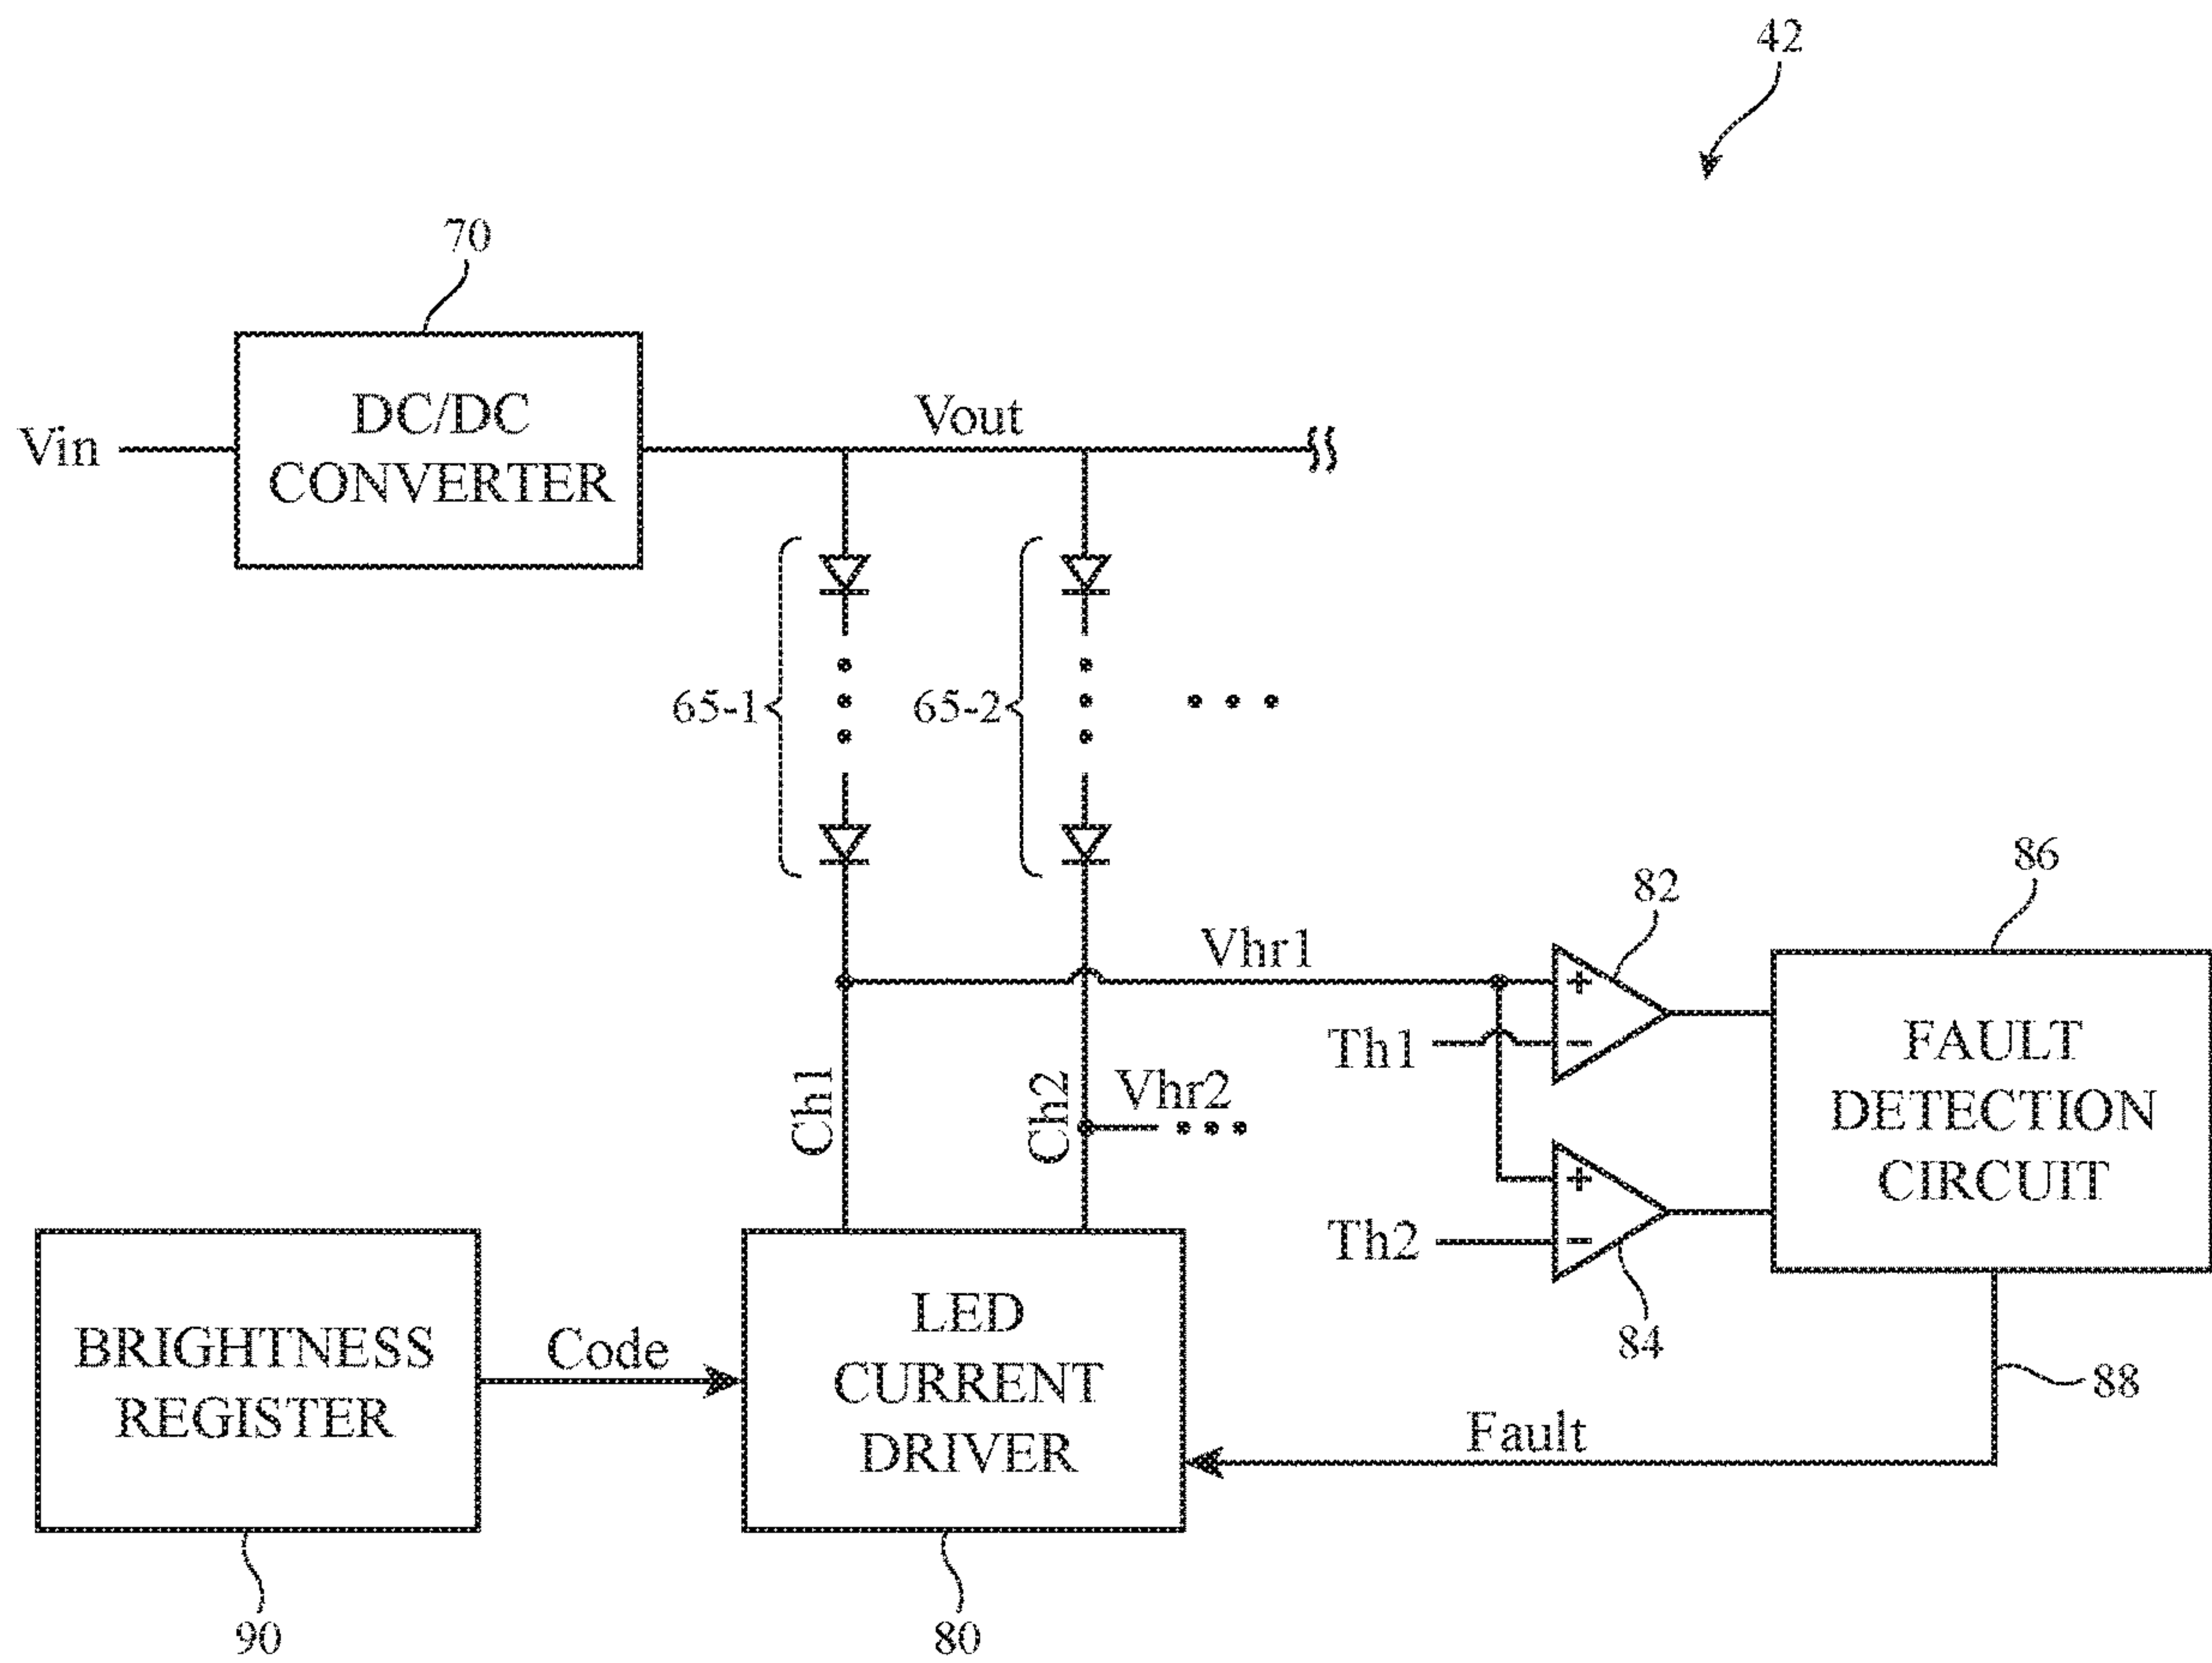 42
70
Vin
DC/DC
CONVERTER
Vout
65-1
65-2
Vhr1
82
86
Th1
Ch1
Ch2
Vhr2
FAULT
DETECTION
CIRCUIT
Th2
84
88
BRIGHTNESS
REGISTER
Code
LED
CURRENT
DRIVER
Fault
90
80